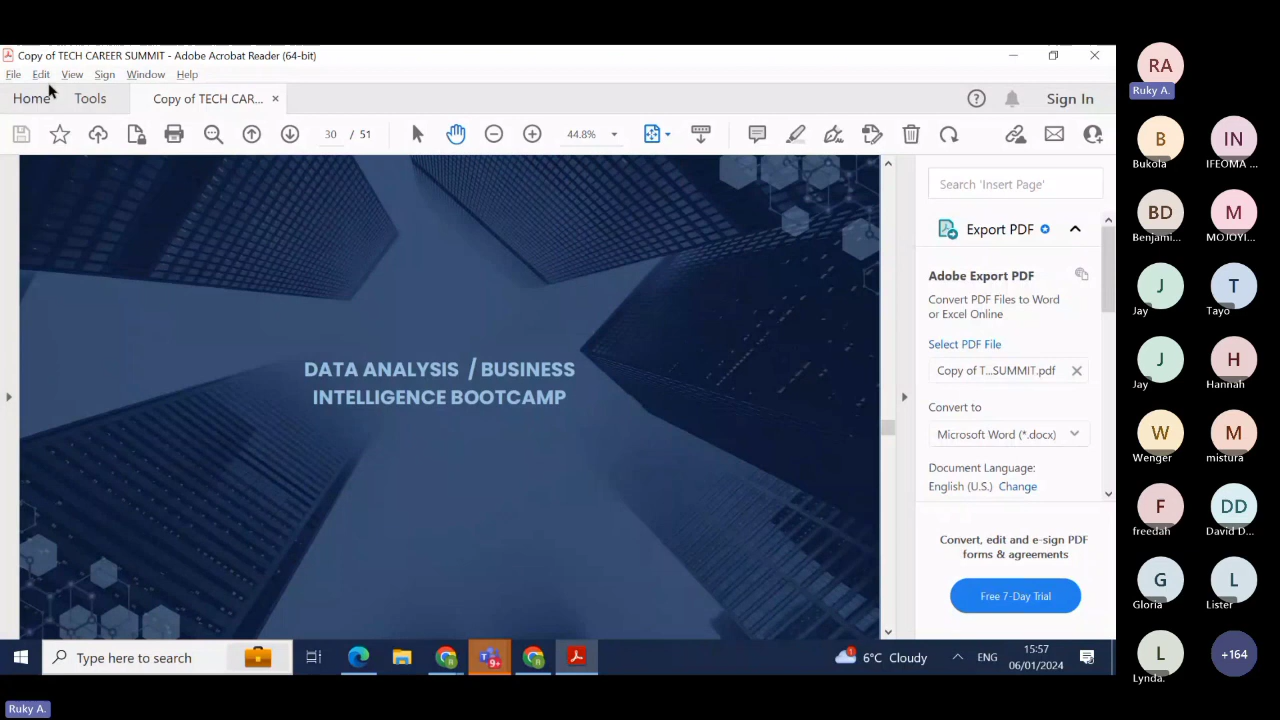 Copy of TECH CAREER SUMMIT - Adobe Acrobat Reader (64-bit)
File Edit View Sign Window Help
Home Tools Copy of TECH CAR... × Sign In
30 / 51 44.8%
DATA ANALYSIS / BUSINESS
INTELLIGENCE BOOTCAMP
Search 'Insert Page'
Export PDF
Adobe Export PDF
Convert PDF Files to Word
or Excel Online
Select PDF File
Copy of T...SUMMIT.pdf
Convert to
Microsoft Word (*.docx)
Document Language:
English (U.S.) Change
Convert, edit and e-sign PDF
forms & agreements
Free 7-Day Trial
Type here to search
9+
1
6°C Cloudy
ENG
15:57
06/01/2024
RA
Ruky A.
B IN
Bukola IFEOMA ...
BD M
Benjami... MOJOYI...
J T
Jay Tayo
J H
Jay Hannah
W M
Wenger mistura
F DD
freedah David D...
G L
Gloria Lister
L +164
Lynda.
Ruky A.